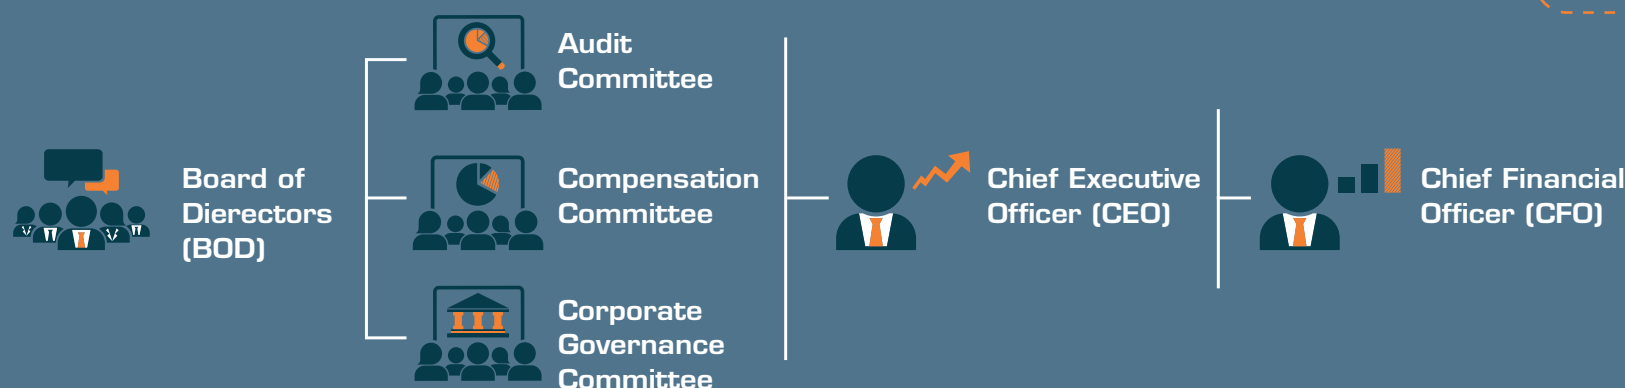 Board of
Dierectors
(BOD)
Audit
Committee
Compensation
Committee
Corporate
Governance
Committee
Chief Executive
Officer (CEO)
Chief Financial
Officer (CFO)